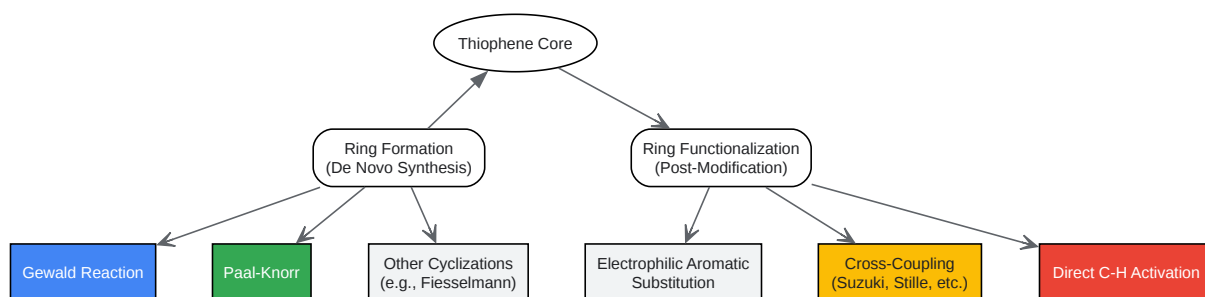 Thiophene Core
Ring Formation
(De Novo Synthesis)
Ring Functionalization
(Post-Modification)
Gewald Reaction
Paal-Knorr
Other Cyclizations
(e.g., Fiesselmann)
Electrophilic Aromatic
Substitution
Cross-Coupling
(Suzuki, Stille, etc.)
Direct C-H Activation